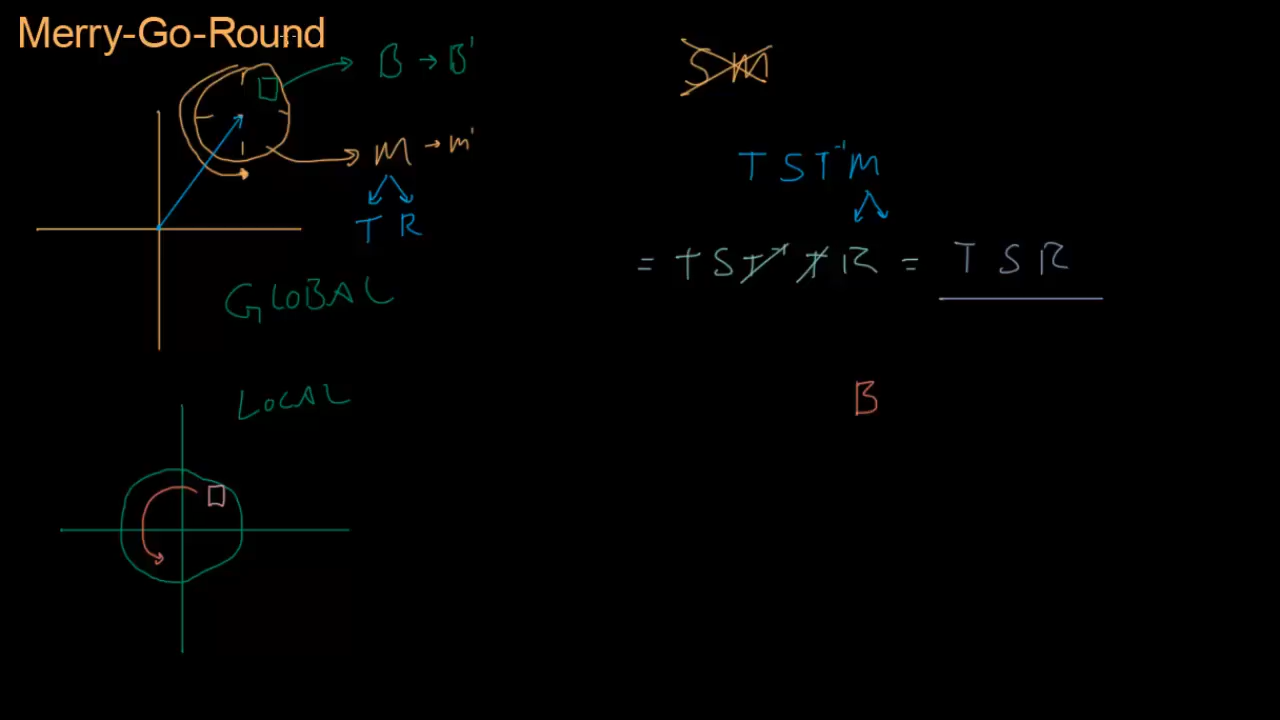 Merry-Go-Round
B → B'
M → m'
T R
GLOBAL
LOCAL
SM
T S T⁻¹ M
= T S T⁻¹ T R = T S R
B